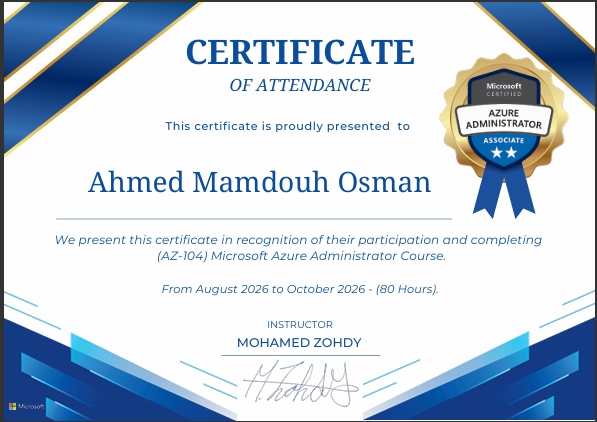 CERTIFICATE
OF ATTENDANCE
This certificate is proudly presented to
Microsoft
CERTIFIED
AZURE
ADMINISTRATOR
ASSOCIATE
Ahmed Mamdouh Osman
We present this certificate in recognition of their participation and completing
(AZ-104) Microsoft Azure Administrator Course.
From August 2026 to October 2026 - (80 Hours).
INSTRUCTOR
MOHAMED ZOHDY
M.Zohdy
Microsoft